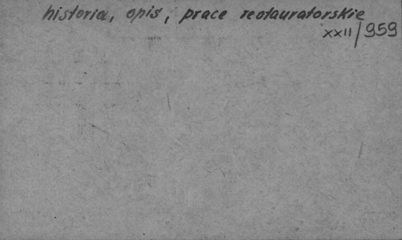 historia, opis, prace restauratorskie
XXII/959